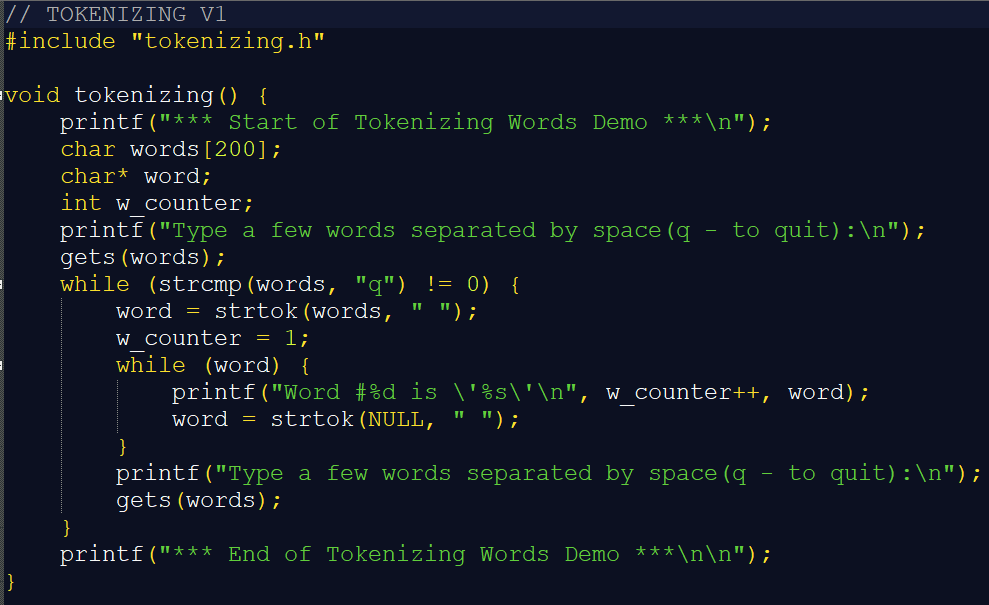 // TOKENIZING V1
#include "tokenizing.h"
void tokenizing() {
printf("*** Start of Tokenizing Words Demo ***\n");
char words[200];
char* word;
int w_counter;
printf("Type a few words separated by space(q - to quit):\n");
gets(words);
while (strcmp(words, "q") != 0) {
word = strtok(words, " ");
w_counter = 1;
while (word) {
printf("Word #%d is \'%s\'\n", w_counter++, word);
word = strtok(NULL, " ");
}
printf("Type a few words separated by space(q - to quit):\n");
gets(words);
}
printf("*** End of Tokenizing Words Demo ***\n\n");
}